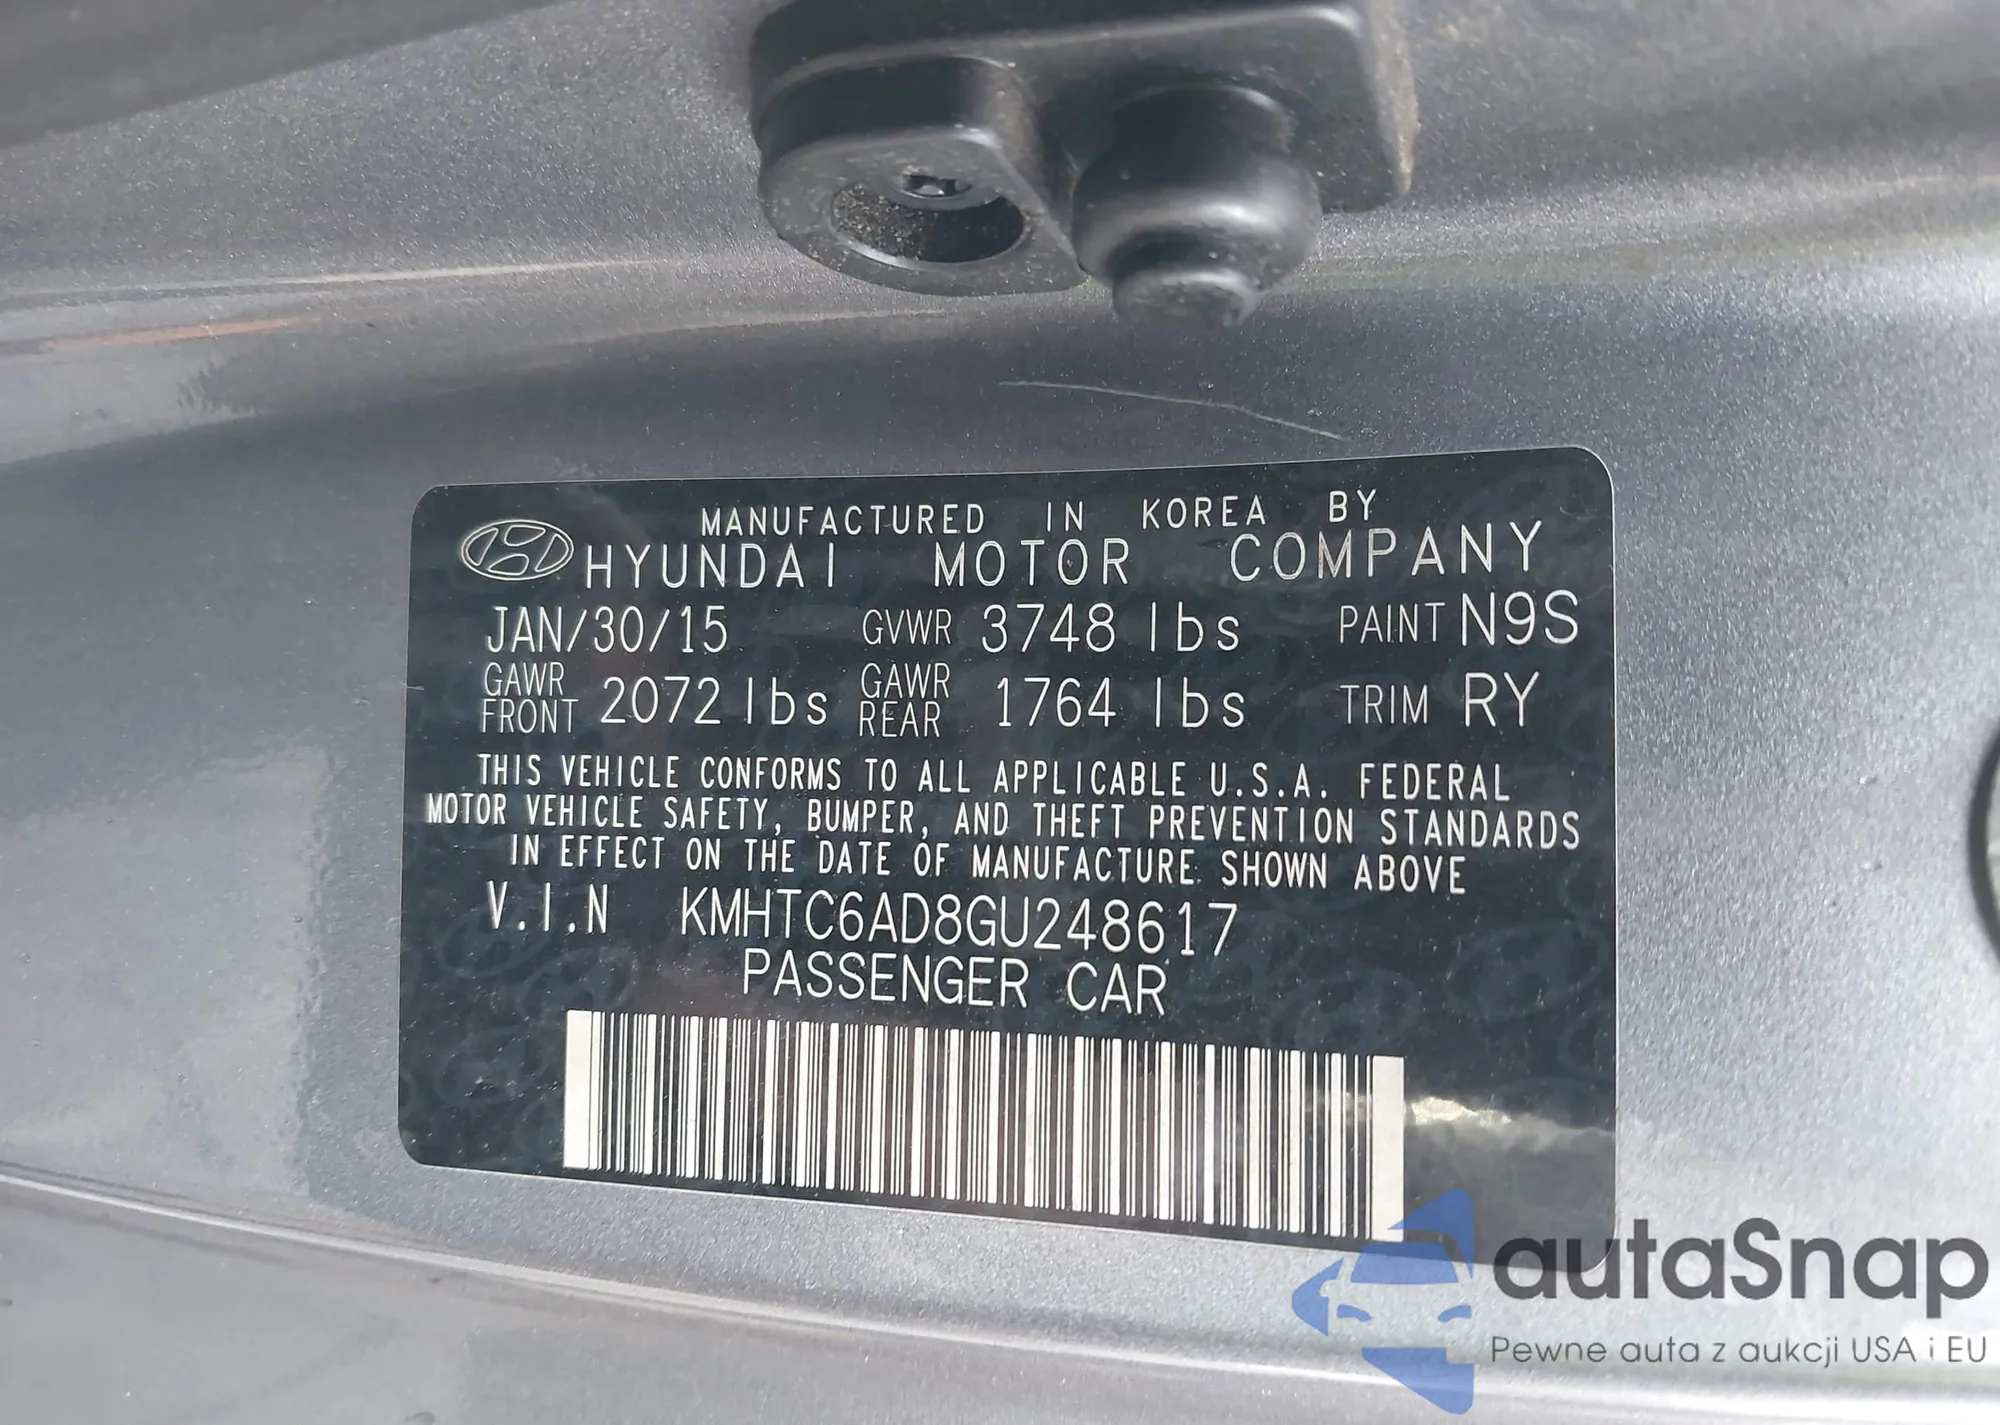 MANUFACTURED IN KOREA BY
HYUNDAI MOTOR COMPANY
JAN/30/15 GVWR 3748 lbs PAINT N9S
GAWR FRONT 2072 lbs GAWR REAR 1764 lbs TRIM RY
THIS VEHICLE CONFORMS TO ALL APPLICABLE U.S.A. FEDERAL
MOTOR VEHICLE SAFETY, BUMPER, AND THEFT PREVENTION STANDARDS
IN EFFECT ON THE DATE OF MANUFACTURE SHOWN ABOVE
V.I.N KMHTC6AD8GU248617
PASSENGER CAR
autaSnap
Pewne auta z aukcji USA i EU